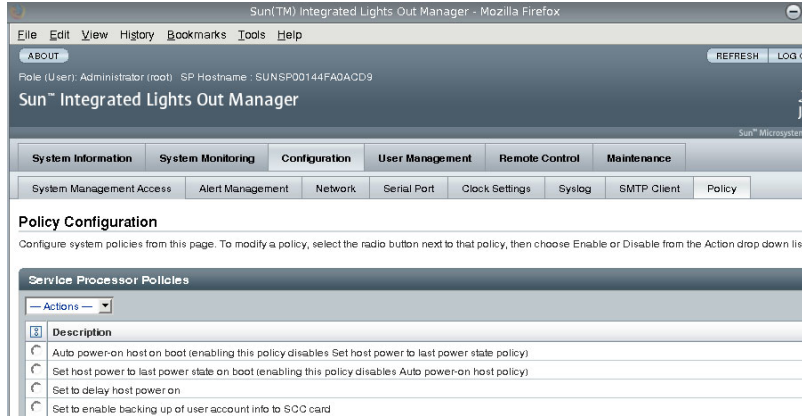 Sun(TM) Integrated Lights Out Manager - Mozilla Firefox
File Edit View History Bookmarks Tools Help
ABOUT REFRESH LOG
Role (User): Administrator (root) SP Hostname : SUNSP00144FA0ACD9
Sun™ Integrated Lights Out Manager
Sun™ Microsystem
System Information System Monitoring Configuration User Management Remote Control Maintenance
System Management Access Alert Management Network Serial Port Clock Settings Syslog SMTP Client Policy
Policy Configuration
Configure system policies from this page. To modify a policy, select the radio button next to that policy, then choose Enable or Disable from the Action drop down lis
Service Processor Policies
— Actions —
Description
Auto power-on host on boot (enabling this policy disables Set host power to last power state policy)
Set host power to last power state on boot (enabling this policy disables Auto power-on host policy)
Set to delay host power on
Set to enable backing up of user account info to SCC card